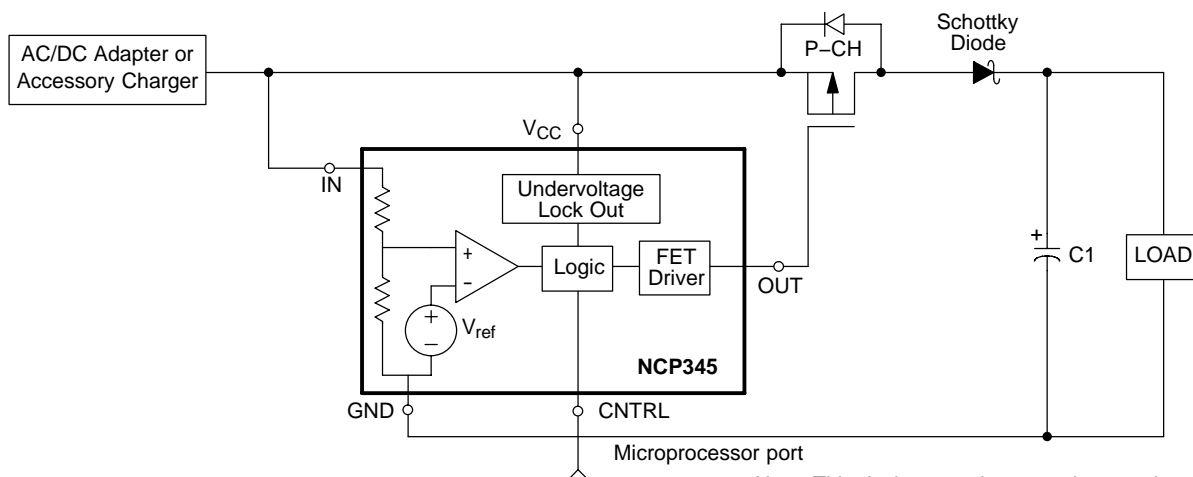 AC/DC Adapter or
Accessory Charger
P–CH
Schottky
Diode
VCC
IN
Undervoltage
Lock Out
+
–
Logic
FET
Driver
OUT
+
–
Vref
NCP345
+
C1
LOAD
GND
CNTRL
Microprocessor port